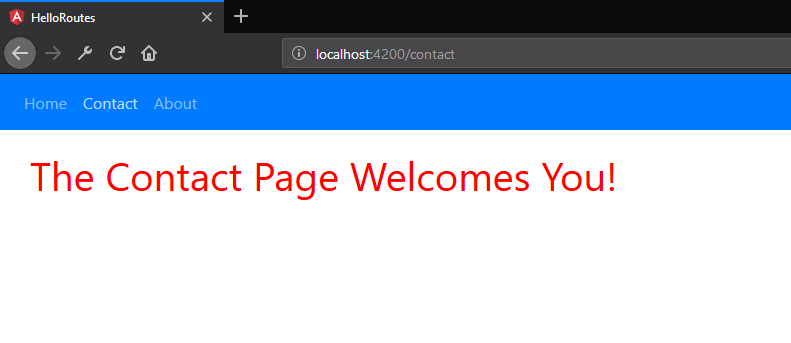 HelloRoutes
localhost:4200/contact
Home Contact About
The Contact Page Welcomes You!